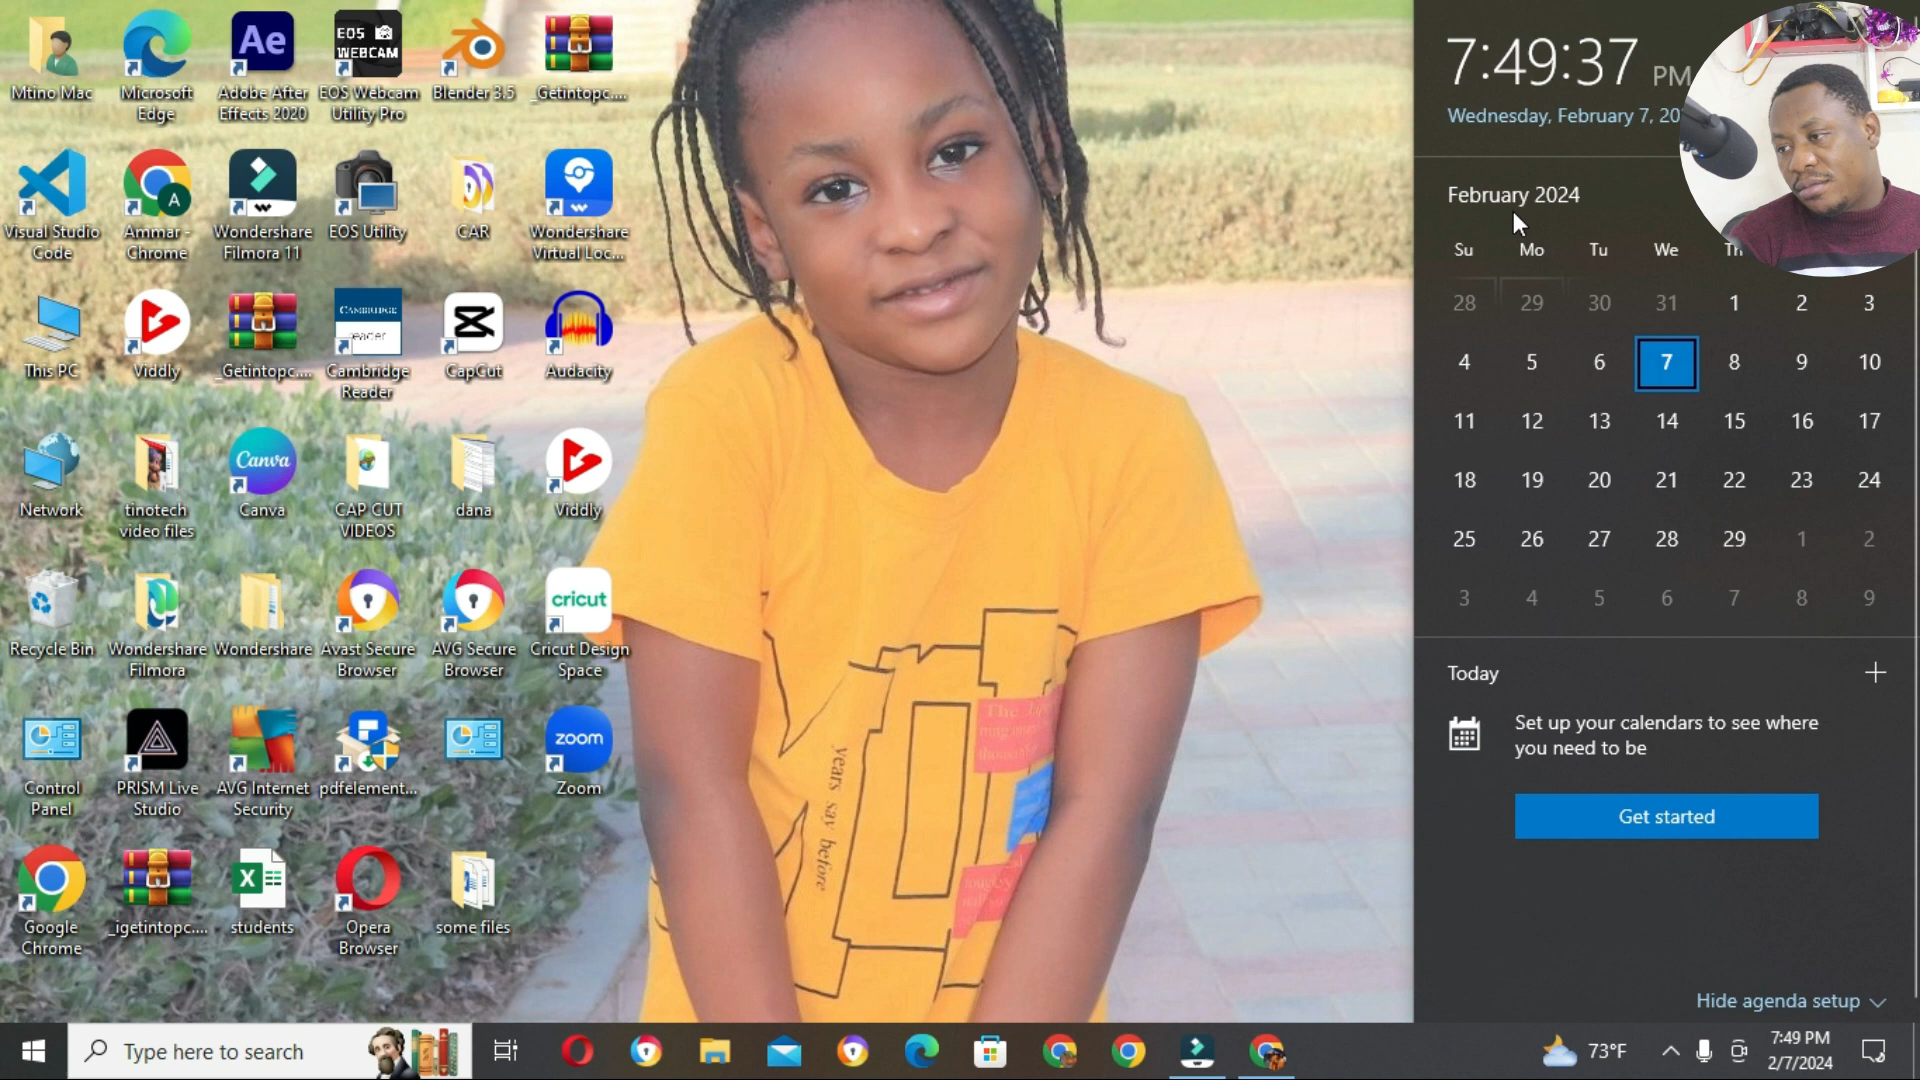 Mtino Mac
Microsoft
Edge
Ae
Adobe After
Effects 2020
EOS
WEBCAM
EOS Webcam
Utility Pro
Blender 3.5
_Getintopc....
Visual Studio
Code
A
Ammar -
Chrome
Wondershare
Filmora 11
EOS Utility
CAR
Wondershare
Virtual Loc...
This PC
Viddly
_Getintopc....
CAMBRIDGE
reader
Cambridge
Reader
CapCut
Audacity
Network
tinotech
video files
Canva
Canva
CAP CUT
VIDEOS
dana
Viddly
Recycle Bin
Wondershare
Filmora
Wondershare
Avast Secure
Browser
AVG Secure
Browser
cricut
Cricut Design
Space
Control
Panel
PRISM Live
Studio
AVG Internet
Security
pdfelement...
zoom
Zoom
Google
Chrome
_igetintopc....
students
Opera
Browser
some files
The
years say before
7:49:37 PM
Wednesday, February 7, 20
February 2024
Su Mo Tu We Th
28 29 30 31 1 2 3
4 5 6 7 8 9 10
11 12 13 14 15 16 17
18 19 20 21 22 23 24
25 26 27 28 29 1 2
3 4 5 6 7 8 9
Today
Set up your calendars to see where
you need to be
Get started
Hide agenda setup
Type here to search
73°F
7:49 PM
2/7/2024